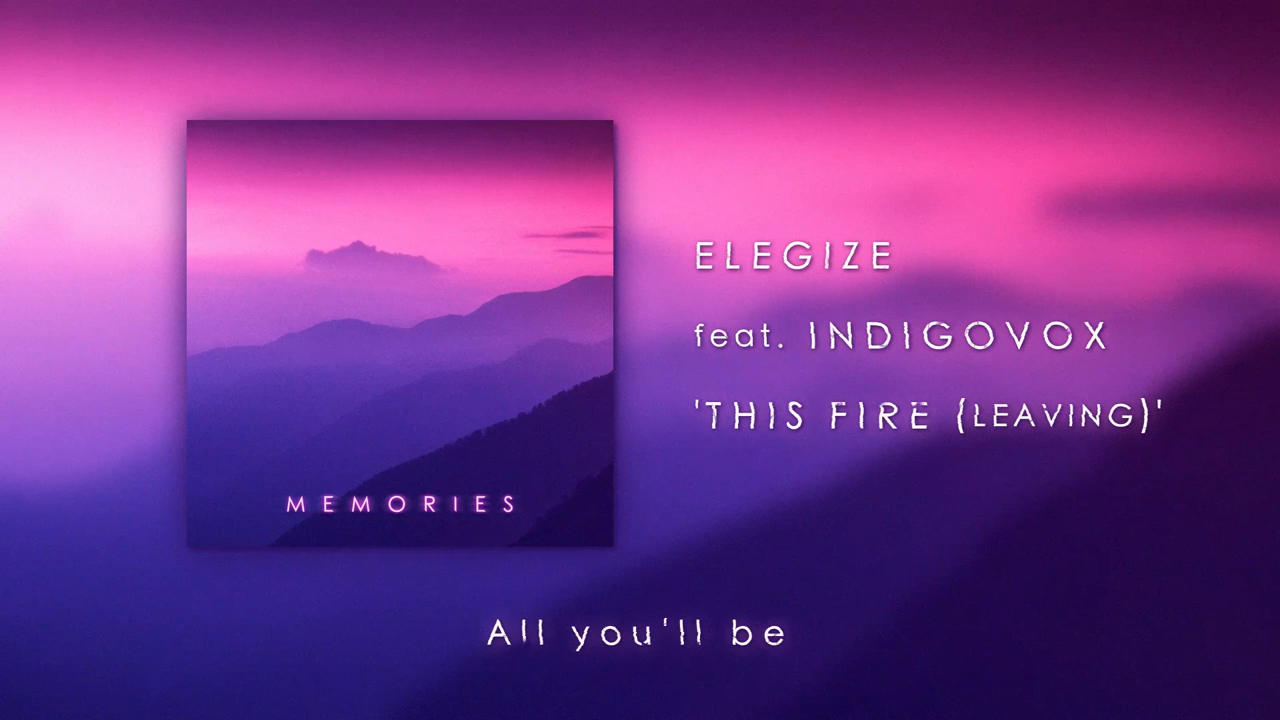 MEMORIES
ELEGIZE
feat. INDIGOVOX
'THIS FIRE (LEAVING)'
All you'll be